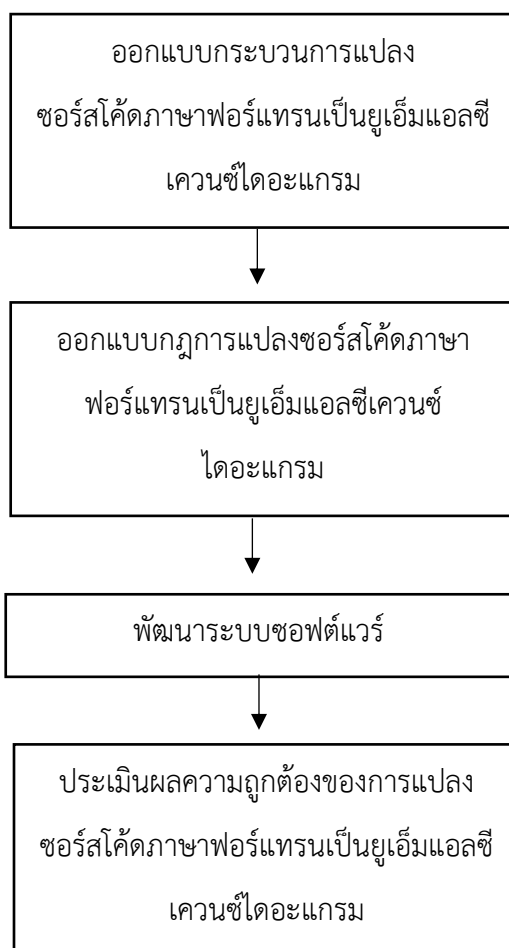 ออกแบบกระบวนการแปลง
ซอร์สโค้ดภาษาฟอร์แทรนเป็นยูเอ็มแอลซี
เควนซ์ไดอะแกรม
ออกแบบกฎการแปลงซอร์สโค้ดภาษา
ฟอร์แทรนเป็นยูเอ็มแอลซีเควนซ์
ไดอะแกรม
พัฒนาระบบซอฟต์แวร์
ประเมินผลความถูกต้องของการแปลง
ซอร์สโค้ดภาษาฟอร์แทรนเป็นยูเอ็มแอลซี
เควนซ์ไดอะแกรม